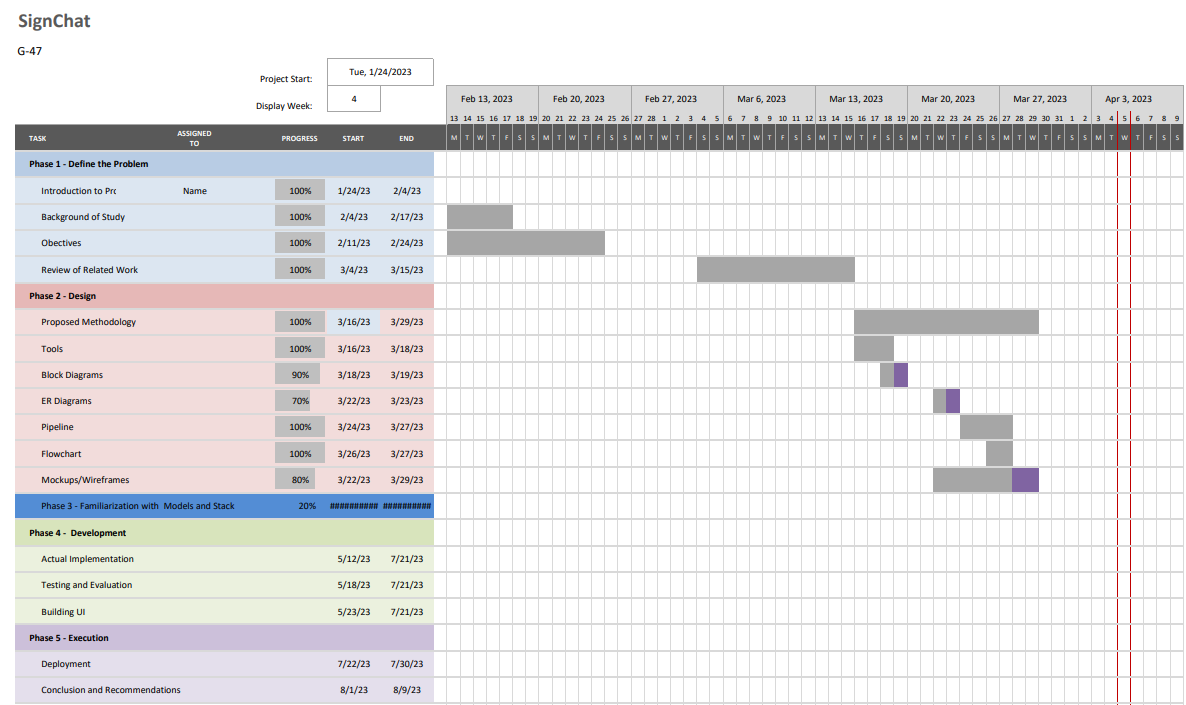 SignChat
G-47
Project Start: Tue, 1/24/2023
Display Week: 4
Feb 13, 2023 Feb 20, 2023 Feb 27, 2023 Mar 6, 2023 Mar 13, 2023 Mar 20, 2023 Mar 27, 2023 Apr 3, 2023
13 14 15 16 17 18 19 20 21 22 23 24 25 26 27 28 1 2 3 4 5 6 7 8 9 10 11 12 13 14 15 16 17 18 19 20 21 22 23 24 25 26 27 28 29 30 31 1 2 3 4 5 6 7 8 9
TASK ASSIGNED TO PROGRESS START END M T W T F S S M T W T F S S M T W T F S S M T W T F S S M T W T F S S M T W T F S S M T W T F S S M T W T F S S
Phase 1 - Define the Problem
Introduction to Prc Name 100% 1/24/23 2/4/23
Background of Study 100% 2/4/23 2/17/23
Obectives 100% 2/11/23 2/24/23
Review of Related Work 100% 3/4/23 3/15/23
Phase 2 - Design
Proposed Methodology 100% 3/16/23 3/29/23
Tools 100% 3/16/23 3/18/23
Block Diagrams 90% 3/18/23 3/19/23
ER Diagrams 70% 3/22/23 3/23/23
Pipeline 100% 3/24/23 3/27/23
Flowchart 100% 3/26/23 3/27/23
Mockups/Wireframes 80% 3/22/23 3/29/23
Phase 3 - Familiarization with Models and Stack 20% ########## ##########
Phase 4 - Development
Actual Implementation 5/12/23 7/21/23
Testing and Evaluation 5/18/23 7/21/23
Building UI 5/23/23 7/21/23
Phase 5 - Execution
Deployment 7/22/23 7/30/23
Conclusion and Recommendations 8/1/23 8/9/23